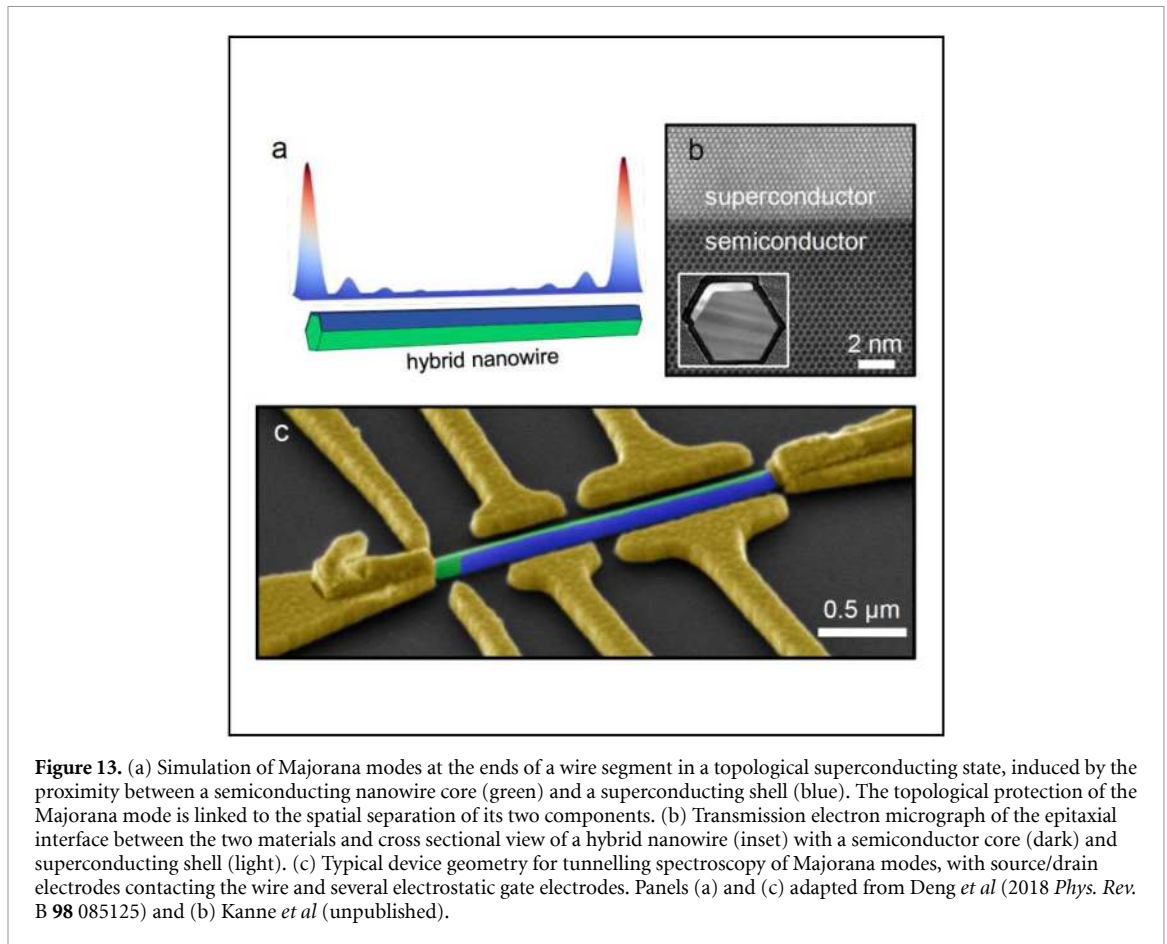 a
b
superconductor
semiconductor
2 nm
hybrid nanowire
c
0.5 µm
Figure 13. (a) Simulation of Majorana modes at the ends of a wire segment in a topological superconducting state, induced by the
proximity between a semiconducting nanowire core (green) and a superconducting shell (blue). The topological protection of the
Majorana mode is linked to the spatial separation of its two components. (b) Transmission electron micrograph of the epitaxial
interface between the two materials and cross sectional view of a hybrid nanowire (inset) with a semiconductor core (dark) and
superconducting shell (light). (c) Typical device geometry for tunnelling spectroscopy of Majorana modes, with source/drain
electrodes contacting the wire and several electrostatic gate electrodes. Panels (a) and (c) adapted from Deng et al (2018 Phys. Rev.
B 98 085125) and (b) Kanne et al (unpublished).